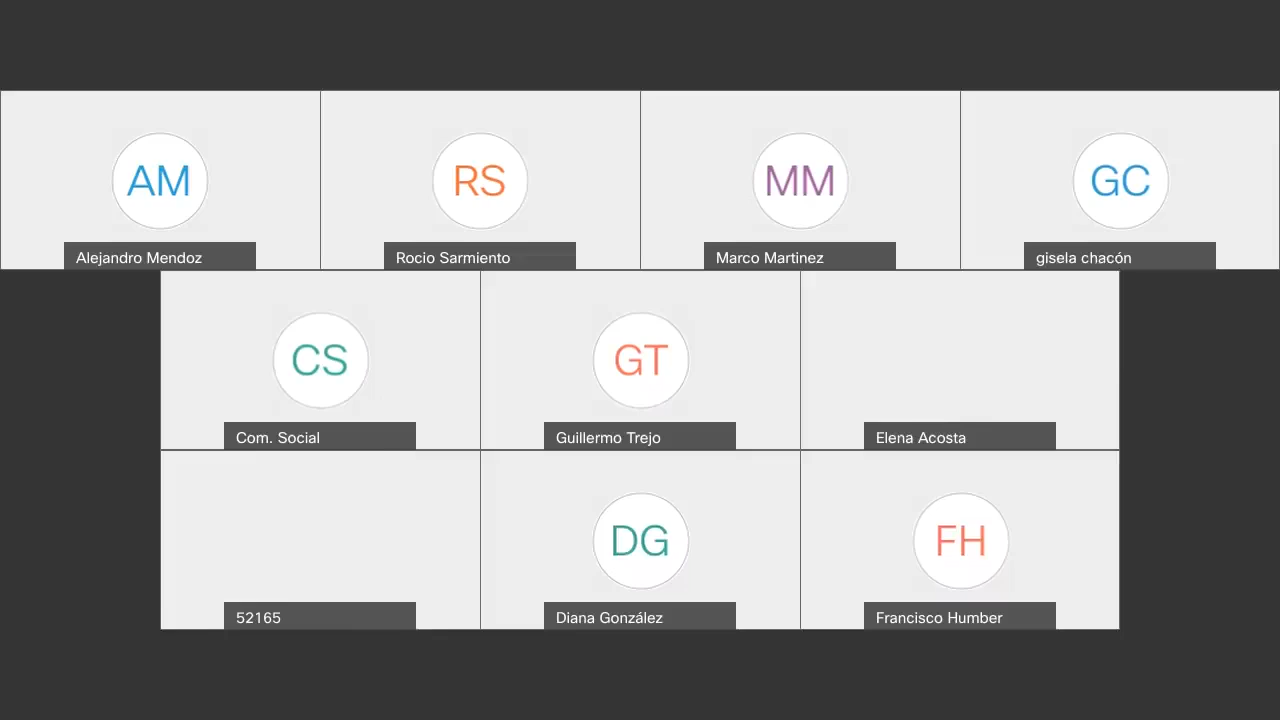 AM
RS
MM
GC
Alejandro Mendoz
Rocio Sarmiento
Marco Martinez
gisela chacón
CS
GT
Com. Social
Guillermo Trejo
Elena Acosta
DG
FH
52165
Diana González
Francisco Humber